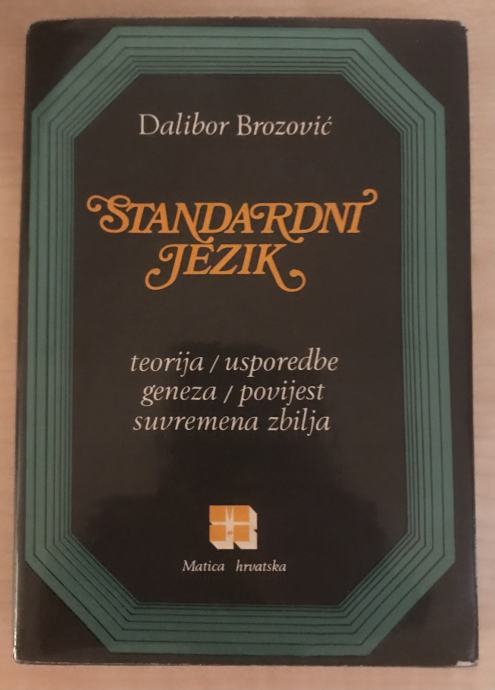 Dalibor Brozović
STANDARDNI
JEZIK
teorija / usporedbe
geneza / povijest
suvremena zbilja
Matica hrvatska